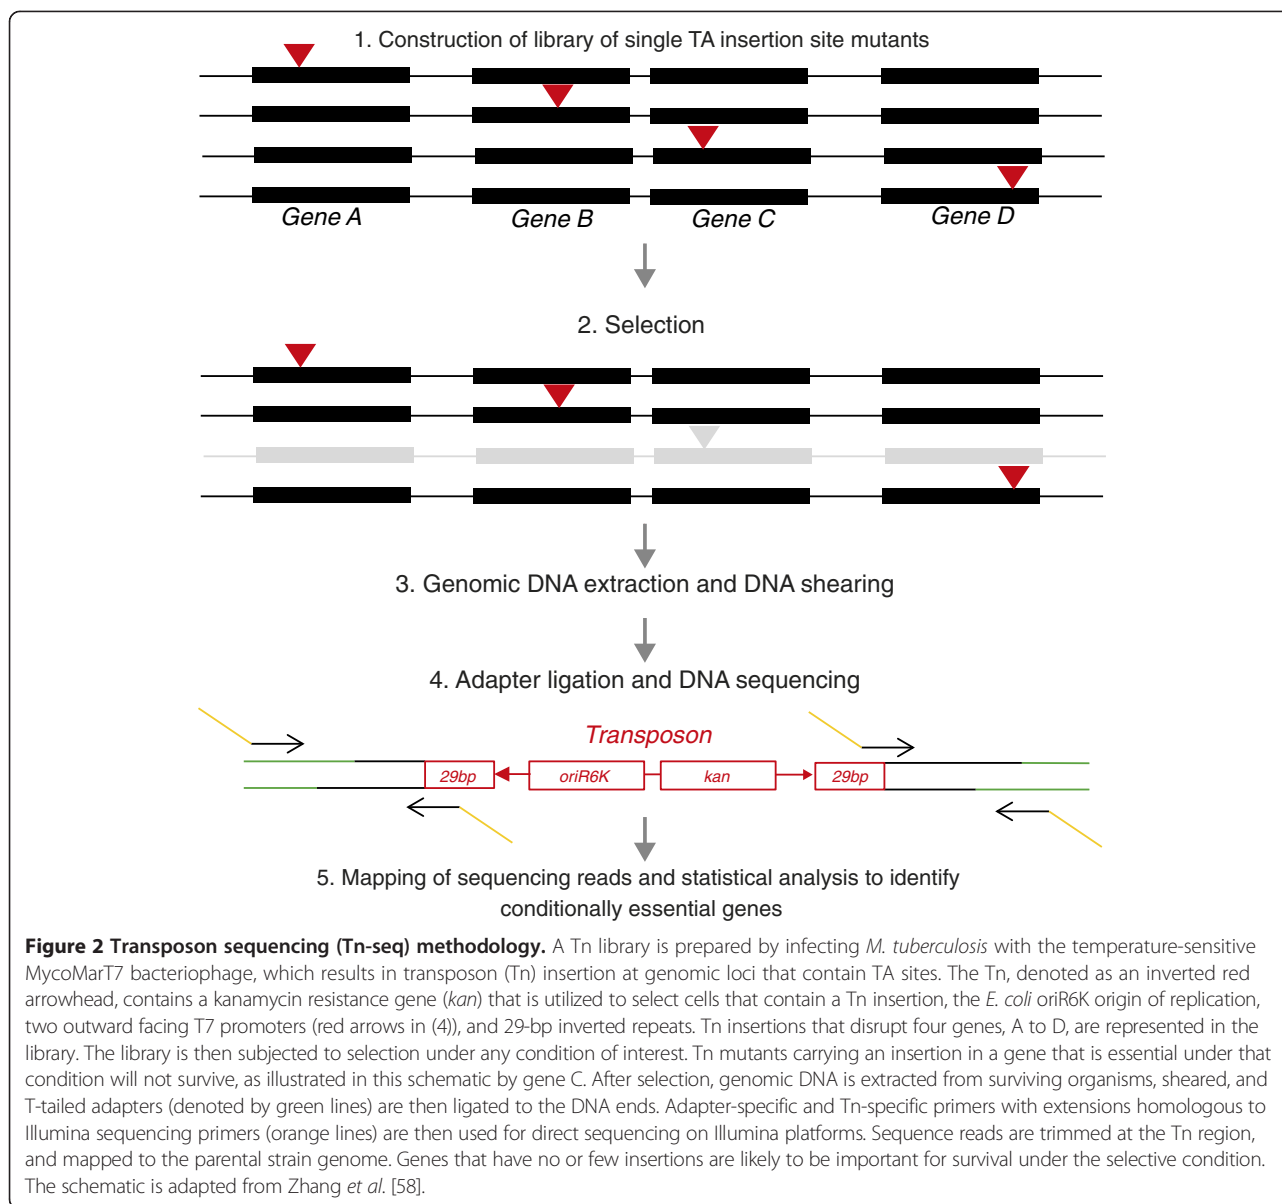 1. Construction of library of single TA insertion site mutants
Gene A
Gene B
Gene C
Gene D
2. Selection
3. Genomic DNA extraction and DNA shearing
4. Adapter ligation and DNA sequencing
Transposon
29bp
oriR6K
kan
29bp
5. Mapping of sequencing reads and statistical analysis to identify
conditionally essential genes
Figure 2 Transposon sequencing (Tn-seq) methodology. A Tn library is prepared by infecting M. tuberculosis with the temperature-sensitive
MycoMarT7 bacteriophage, which results in transposon (Tn) insertion at genomic loci that contain TA sites. The Tn, denoted as an inverted red
arrowhead, contains a kanamycin resistance gene (kan) that is utilized to select cells that contain a Tn insertion, the E. coli oriR6K origin of replication,
two outward facing T7 promoters (red arrows in (4)), and 29-bp inverted repeats. Tn insertions that disrupt four genes, A to D, are represented in the
library. The library is then subjected to selection under any condition of interest. Tn mutants carrying an insertion in a gene that is essential under that
condition will not survive, as illustrated in this schematic by gene C. After selection, genomic DNA is extracted from surviving organisms, sheared, and
T-tailed adapters (denoted by green lines) are then ligated to the DNA ends. Adapter-specific and Tn-specific primers with extensions homologous to
Illumina sequencing primers (orange lines) are then used for direct sequencing on Illumina platforms. Sequence reads are trimmed at the Tn region,
and mapped to the parental strain genome. Genes that have no or few insertions are likely to be important for survival under the selective condition.
The schematic is adapted from Zhang et al. [58].